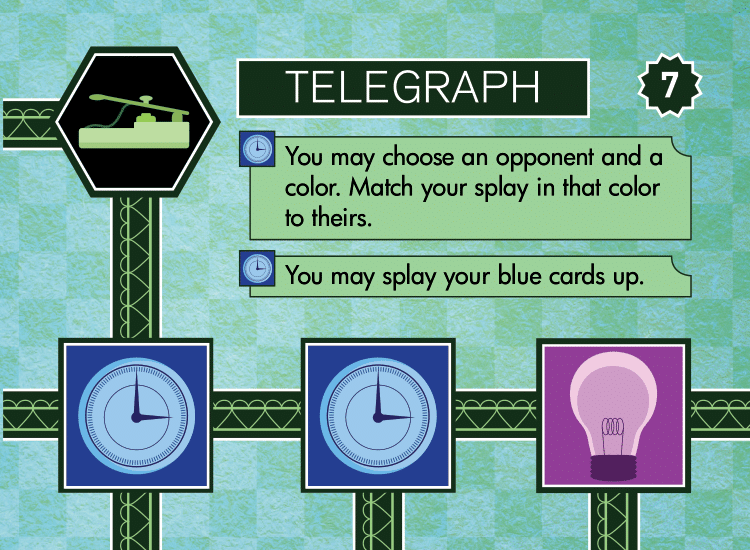 TELEGRAPH
7
You may choose an opponent and a
color. Match your splay in that color
to theirs.
You may splay your blue cards up.